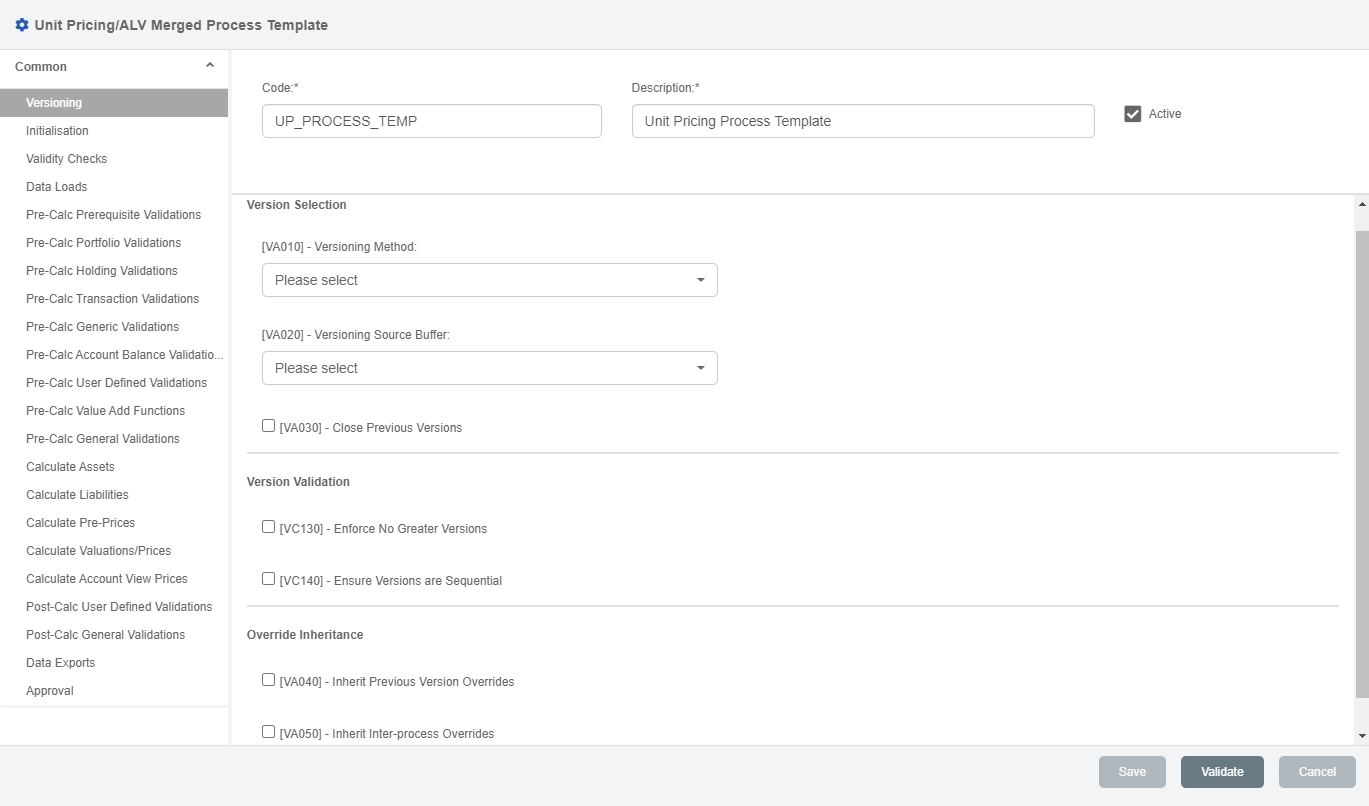 Unit Pricing/ALV Merged Process Template
Common
Versioning
Initialisation
Validity Checks
Data Loads
Pre-Calc Prerequisite Validations
Pre-Calc Portfolio Validations
Pre-Calc Holding Validations
Pre-Calc Transaction Validations
Pre-Calc Generic Validations
Pre-Calc Account Balance Validatio...
Pre-Calc User Defined Validations
Pre-Calc Value Add Functions
Pre-Calc General Validations
Calculate Assets
Calculate Liabilities
Calculate Pre-Prices
Calculate Valuations/Prices
Calculate Account View Prices
Post-Calc User Defined Validations
Post-Calc General Validations
Data Exports
Approval
Code:*
UP_PROCESS_TEMP
Description:*
Unit Pricing Process Template
Active
Version Selection
[VA010] - Versioning Method:
Please select
[VA020] - Versioning Source Buffer:
Please select
[VA030] - Close Previous Versions
Version Validation
[VC130] - Enforce No Greater Versions
[VC140] - Ensure Versions are Sequential
Override Inheritance
[VA040] - Inherit Previous Version Overrides
[VA050] - Inherit Inter-process Overrides
Save
Validate
Cancel